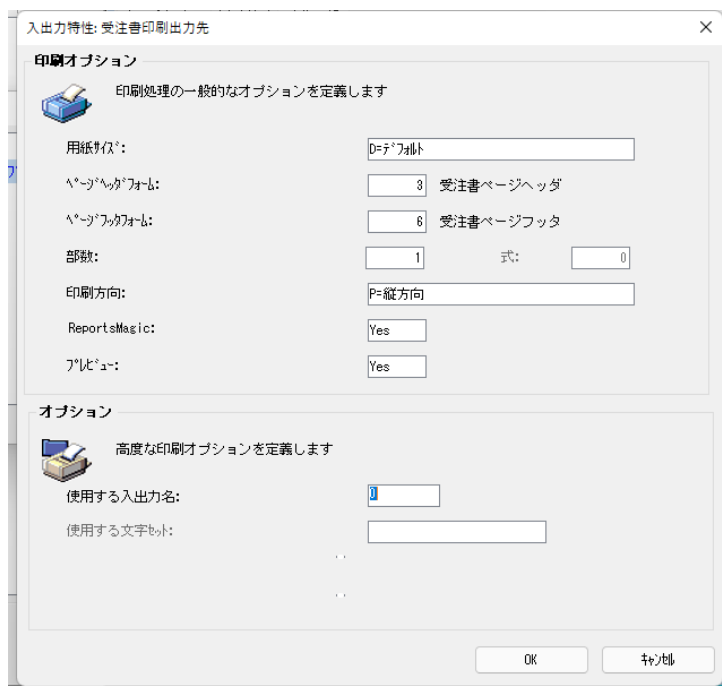 入出力特性: 受注書印刷出力先
印刷オプション
印刷処理の一般的なオプションを定義します
用紙ｻｲｽﾞ: D=ﾃﾞﾌｫﾙﾄ
ﾍﾟｰｼﾞﾍｯﾀﾞﾌｫｰﾑ: 3 受注書ページヘッダ
ﾍﾟｰｼﾞﾌｯﾀﾌｫｰﾑ: 6 受注書ページフッタ
部数: 1 式: 0
印刷方向: P=縦方向
ReportsMagic: Yes
ﾌﾟﾚﾋﾞｭｰ: Yes
オプション
高度な印刷オプションを定義します
使用する入出力名: 0
使用する文字ｾｯﾄ:
OK ｷｬﾝｾﾙ